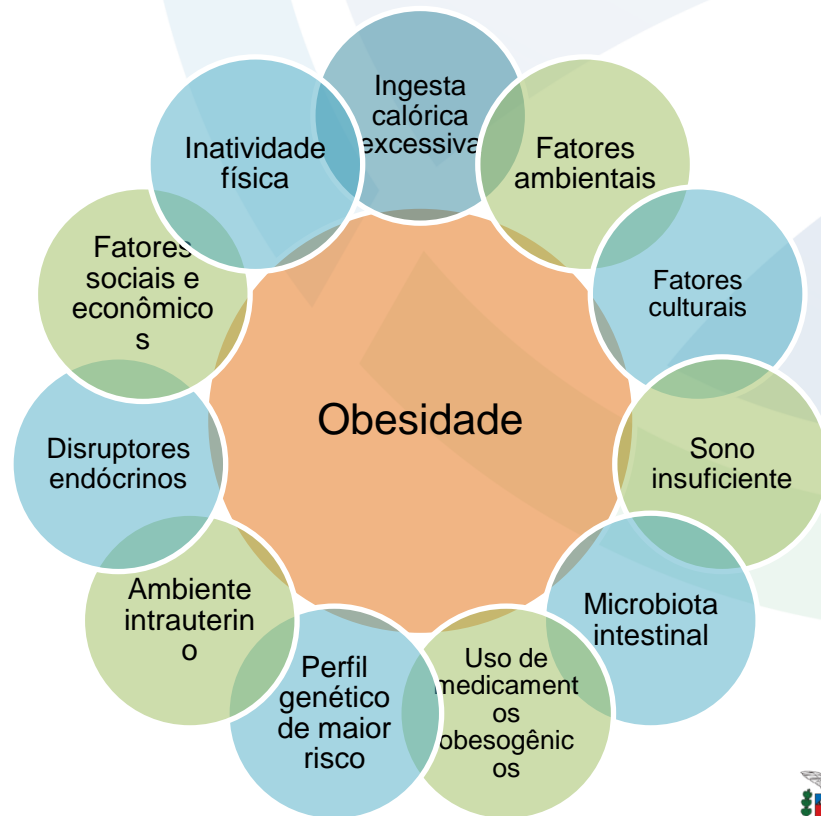 Ingesta
calórica
excessiva
Fatores
ambientais
Fatores
culturais
Sono
insuficiente
Microbiota
intestinal
Uso de
medicament
os
obesogênic
os
Perfil
genético
de maior
risco
Ambiente
intrauterin
o
Disruptores
endócrinos
Fatores
sociais e
econômico
s
Inatividade
física
Obesidade